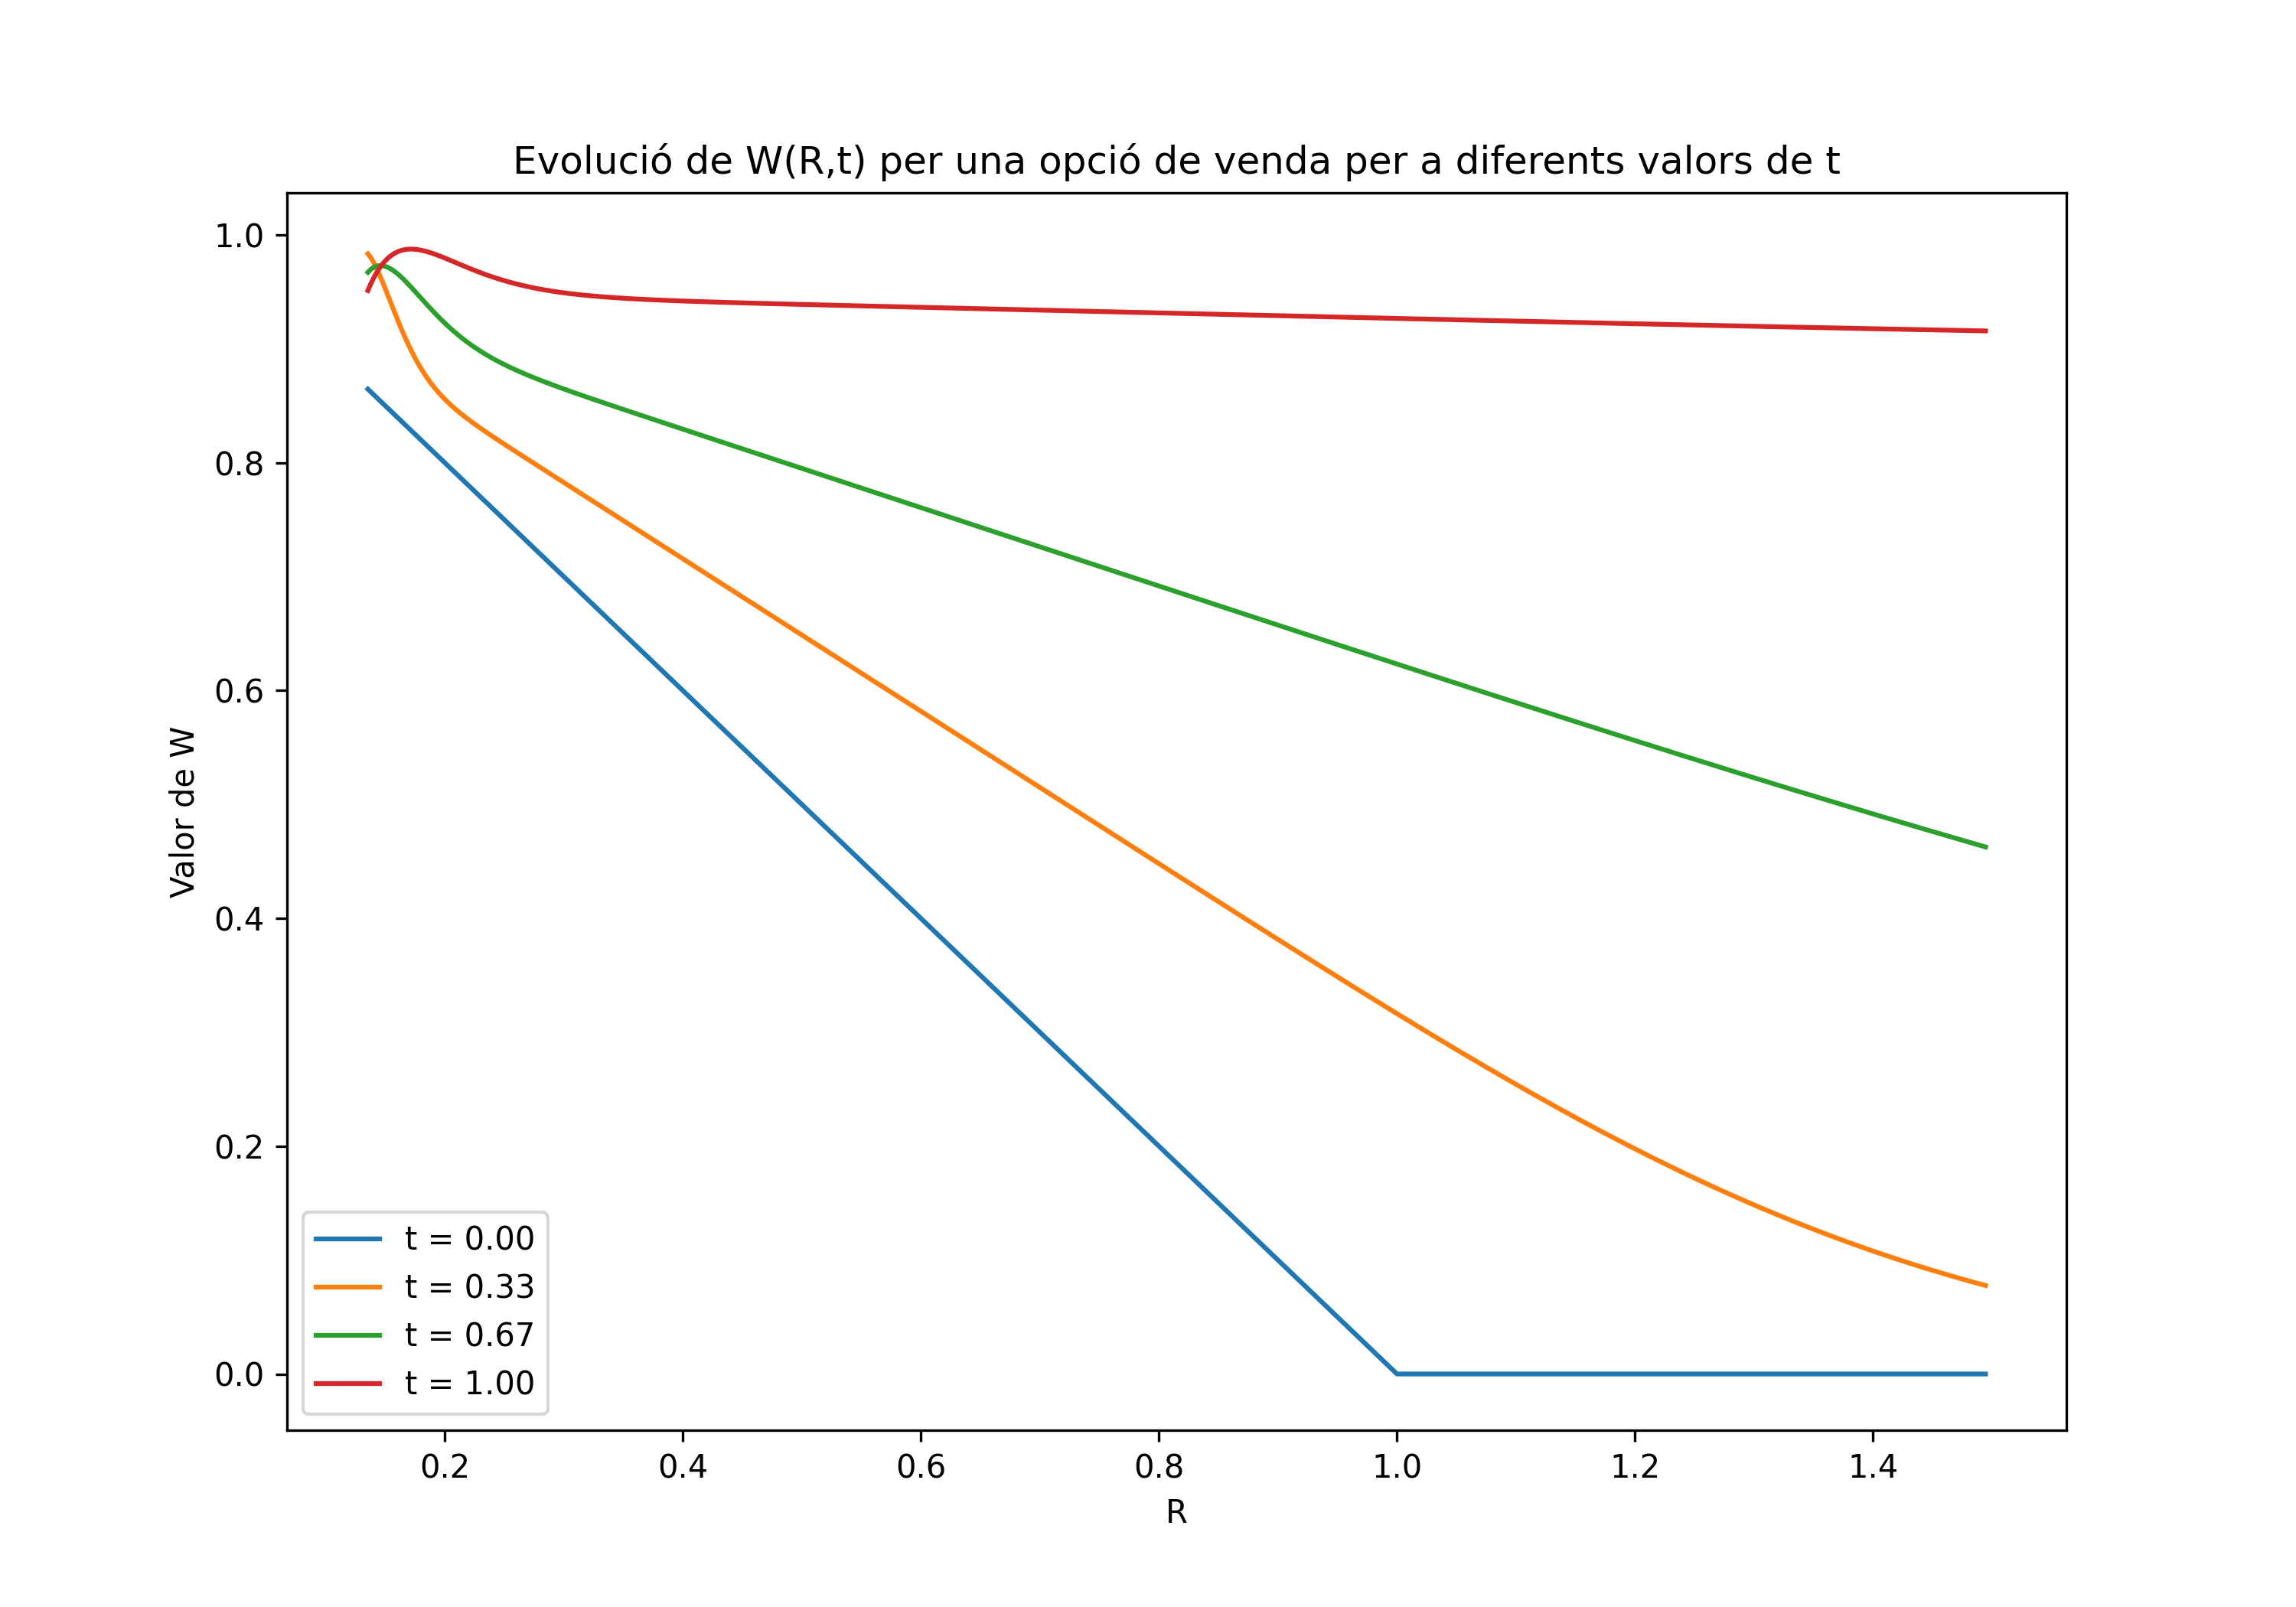 Evolució de W(R,t) per una opció de venda per a diferents valors de t
1.0
0.8
0.6
0.4
0.2
0.0
Valor de W
t = 0.00
t = 0.33
t = 0.67
t = 1.00
0.2 0.4 0.6 0.8 1.0 1.2 1.4
R